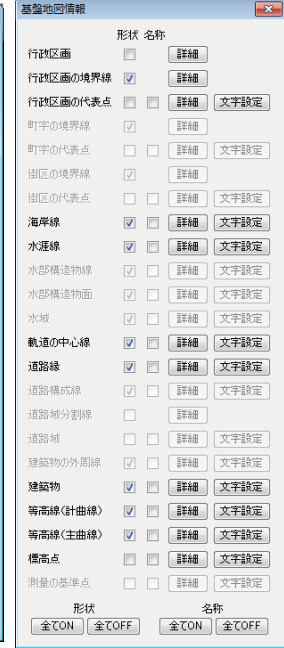 基盤地図情報
形状 名称
行政区画 詳細
行政区画の境界線 詳細
行政区画の代表点 詳細 文字設定
町字の境界線 詳細
町字の代表点 詳細 文字設定
街区の境界線 詳細
街区の代表点 詳細 文字設定
海岸線 詳細 文字設定
水涯線 詳細 文字設定
水部構造物線 詳細 文字設定
水部構造物面 詳細 文字設定
水域 詳細 文字設定
軌道の中心線 詳細 文字設定
道路縁 詳細 文字設定
道路構成線 詳細 文字設定
道路域分割線 詳細
道路域 詳細 文字設定
建築物の外周線 詳細 文字設定
建築物 詳細 文字設定
等高線(計曲線) 詳細 文字設定
等高線(主曲線) 詳細 文字設定
標高点 詳細 文字設定
測量の基準点 詳細 文字設定
形状 名称
全てON 全てOFF 全てON 全てOFF